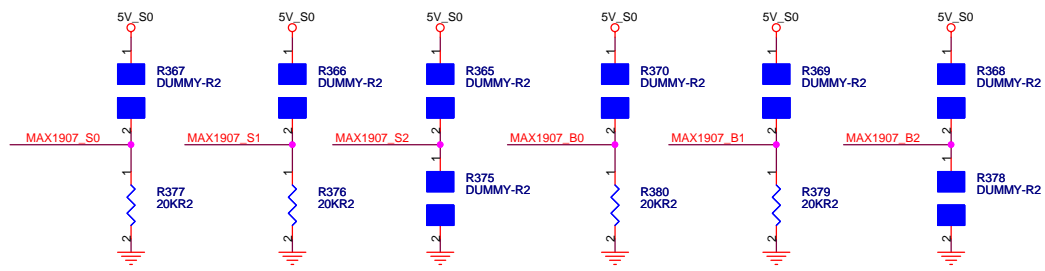 5V_S0 5V_S0 5V_S0 5V_S0 5V_S0 5V_S0
1 1 1 1 1 1
R367 R366 R365 R370 R369 R368
DUMMY-R2 DUMMY-R2 DUMMY-R2 DUMMY-R2 DUMMY-R2 DUMMY-R2
2 2 2 2 2 2
MAX1907_S0 MAX1907_S1 MAX1907_S2 MAX1907_B0 MAX1907_B1 MAX1907_B2
1 1 1 1 1 1
R377 R376 R375 R380 R379 R378
20KR2 20KR2 DUMMY-R2 20KR2 20KR2 DUMMY-R2
2 2 2 2 2 2